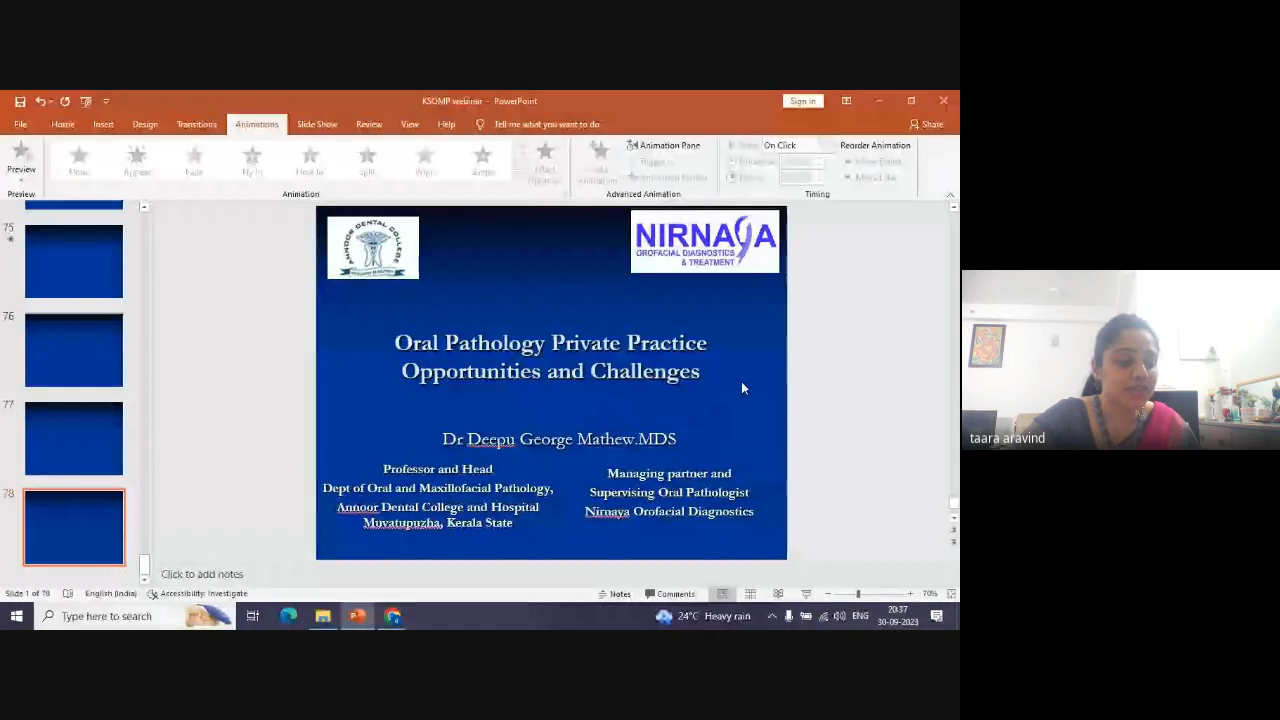 KSOMP webinar - PowerPoint
Sign in
File Home Insert Design Transitions Animations Slide Show Review View Help Tell me what you want to do
Share
Preview
Appear Fade Fly In Split
Animation Pane
On Click
Reorder Animation
Preview Animation Advanced Animation Timing
75
76
77
78
ANNOOR DENTAL COLLEGE
NIRNAYA
OROFACIAL DIAGNOSTICS
& TREATMENT
Oral Pathology Private Practice
Opportunities and Challenges
Dr Deepu George Mathew.MDS
Professor and Head
Dept of Oral and Maxillofacial Pathology,
Annoor Dental College and Hospital
Muvatupuzha, Kerala State
Managing partner and
Supervising Oral Pathologist
Nirnaya Orofacial Diagnostics
Click to add notes
Slide 1 of 78 English (India) Accessibility: Investigate Notes Comments 70%
Type here to search
24°C Heavy rain
ENG
20:37
30-09-2023
taara aravind